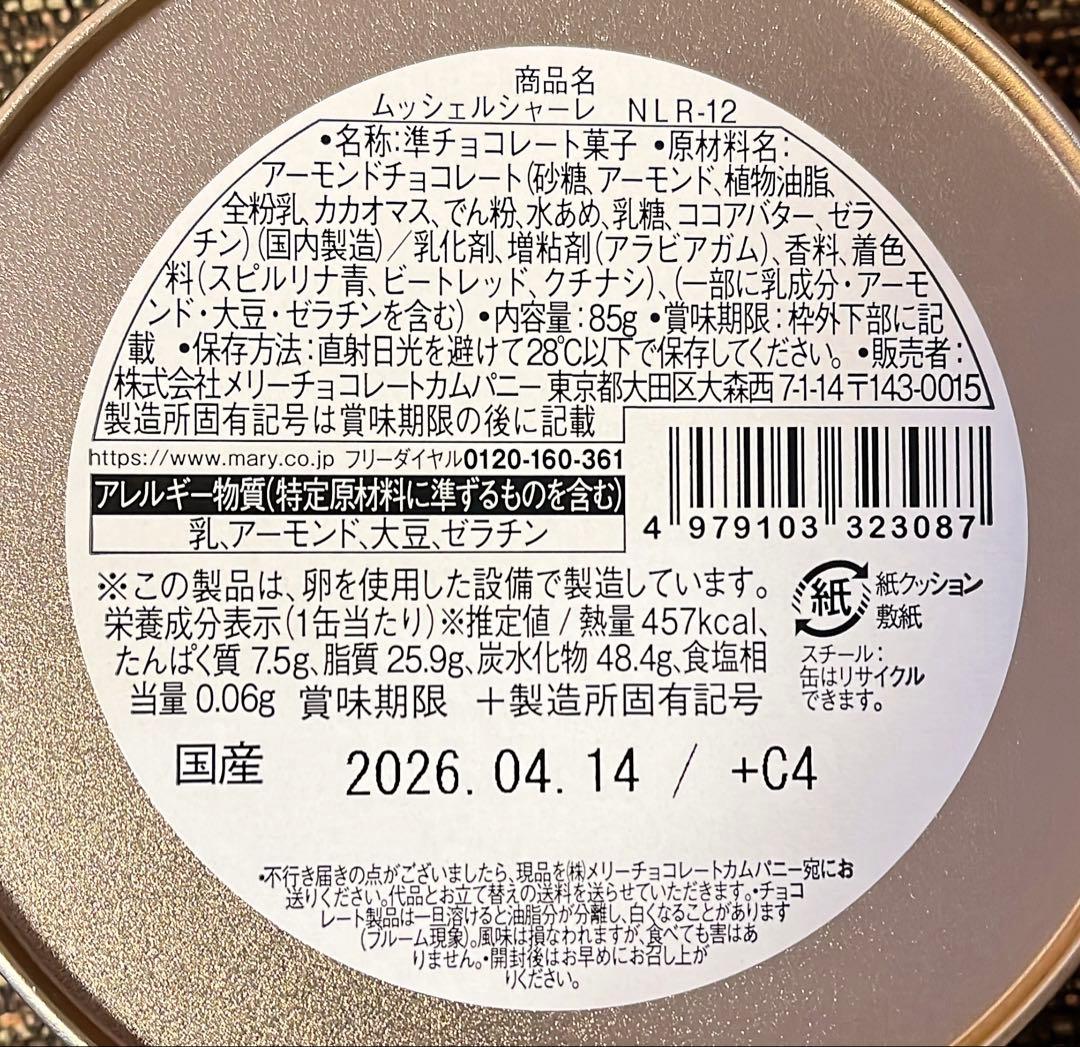 商品名
ムッシェルシャーレ NLR-12
•名称:準チョコレート菓子 •原材料名:
アーモンドチョコレート(砂糖、アーモンド、植物油脂、
全粉乳、カカオマス、でん粉、水あめ、乳糖、ココアバター、ゼラ
チン)(国内製造)/乳化剤、増粘剤(アラビアガム)、香料、着色
料(スピルリナ青、ビートレッド、クチナシ)、(一部に乳成分・アーモ
ンド・大豆・ゼラチンを含む) •内容量:85g •賞味期限:枠外下部に記
載 •保存方法:直射日光を避けて28℃以下で保存してください。 •販売者:
株式会社メリーチョコレートカムパニー 東京都大田区大森西7-1-14〒143-0015
製造所固有記号は賞味期限の後に記載
https://www.mary.co.jp フリーダイヤル0120-160-361
アレルギー物質(特定原材料に準ずるものを含む)
乳、アーモンド、大豆、ゼラチン
4 979103 323087
※この製品は、卵を使用した設備で製造しています。
栄養成分表示(1缶当たり)※推定値/熱量457kcal、
たんぱく質 7.5g、脂質 25.9g、炭水化物 48.4g、食塩相
当量 0.06g 賞味期限 +製造所固有記号
紙 紙クッション
敷紙
スチール:
缶はリサイクル
できます。
国産 2026.04.14 / +C4
•不行き届きの点がございましたら、現品を㈱メリーチョコレートカムパニー宛にお
送りください。代品とお立て替えの送料を送らせていただきます。•チョコ
レート製品は一旦溶けると油脂分が分離し、白くなることがあります
(ブルーム現象)。風味は損なわれますが、食べても害はあ
りません。•開封後はお早めにお召し上が
りください。